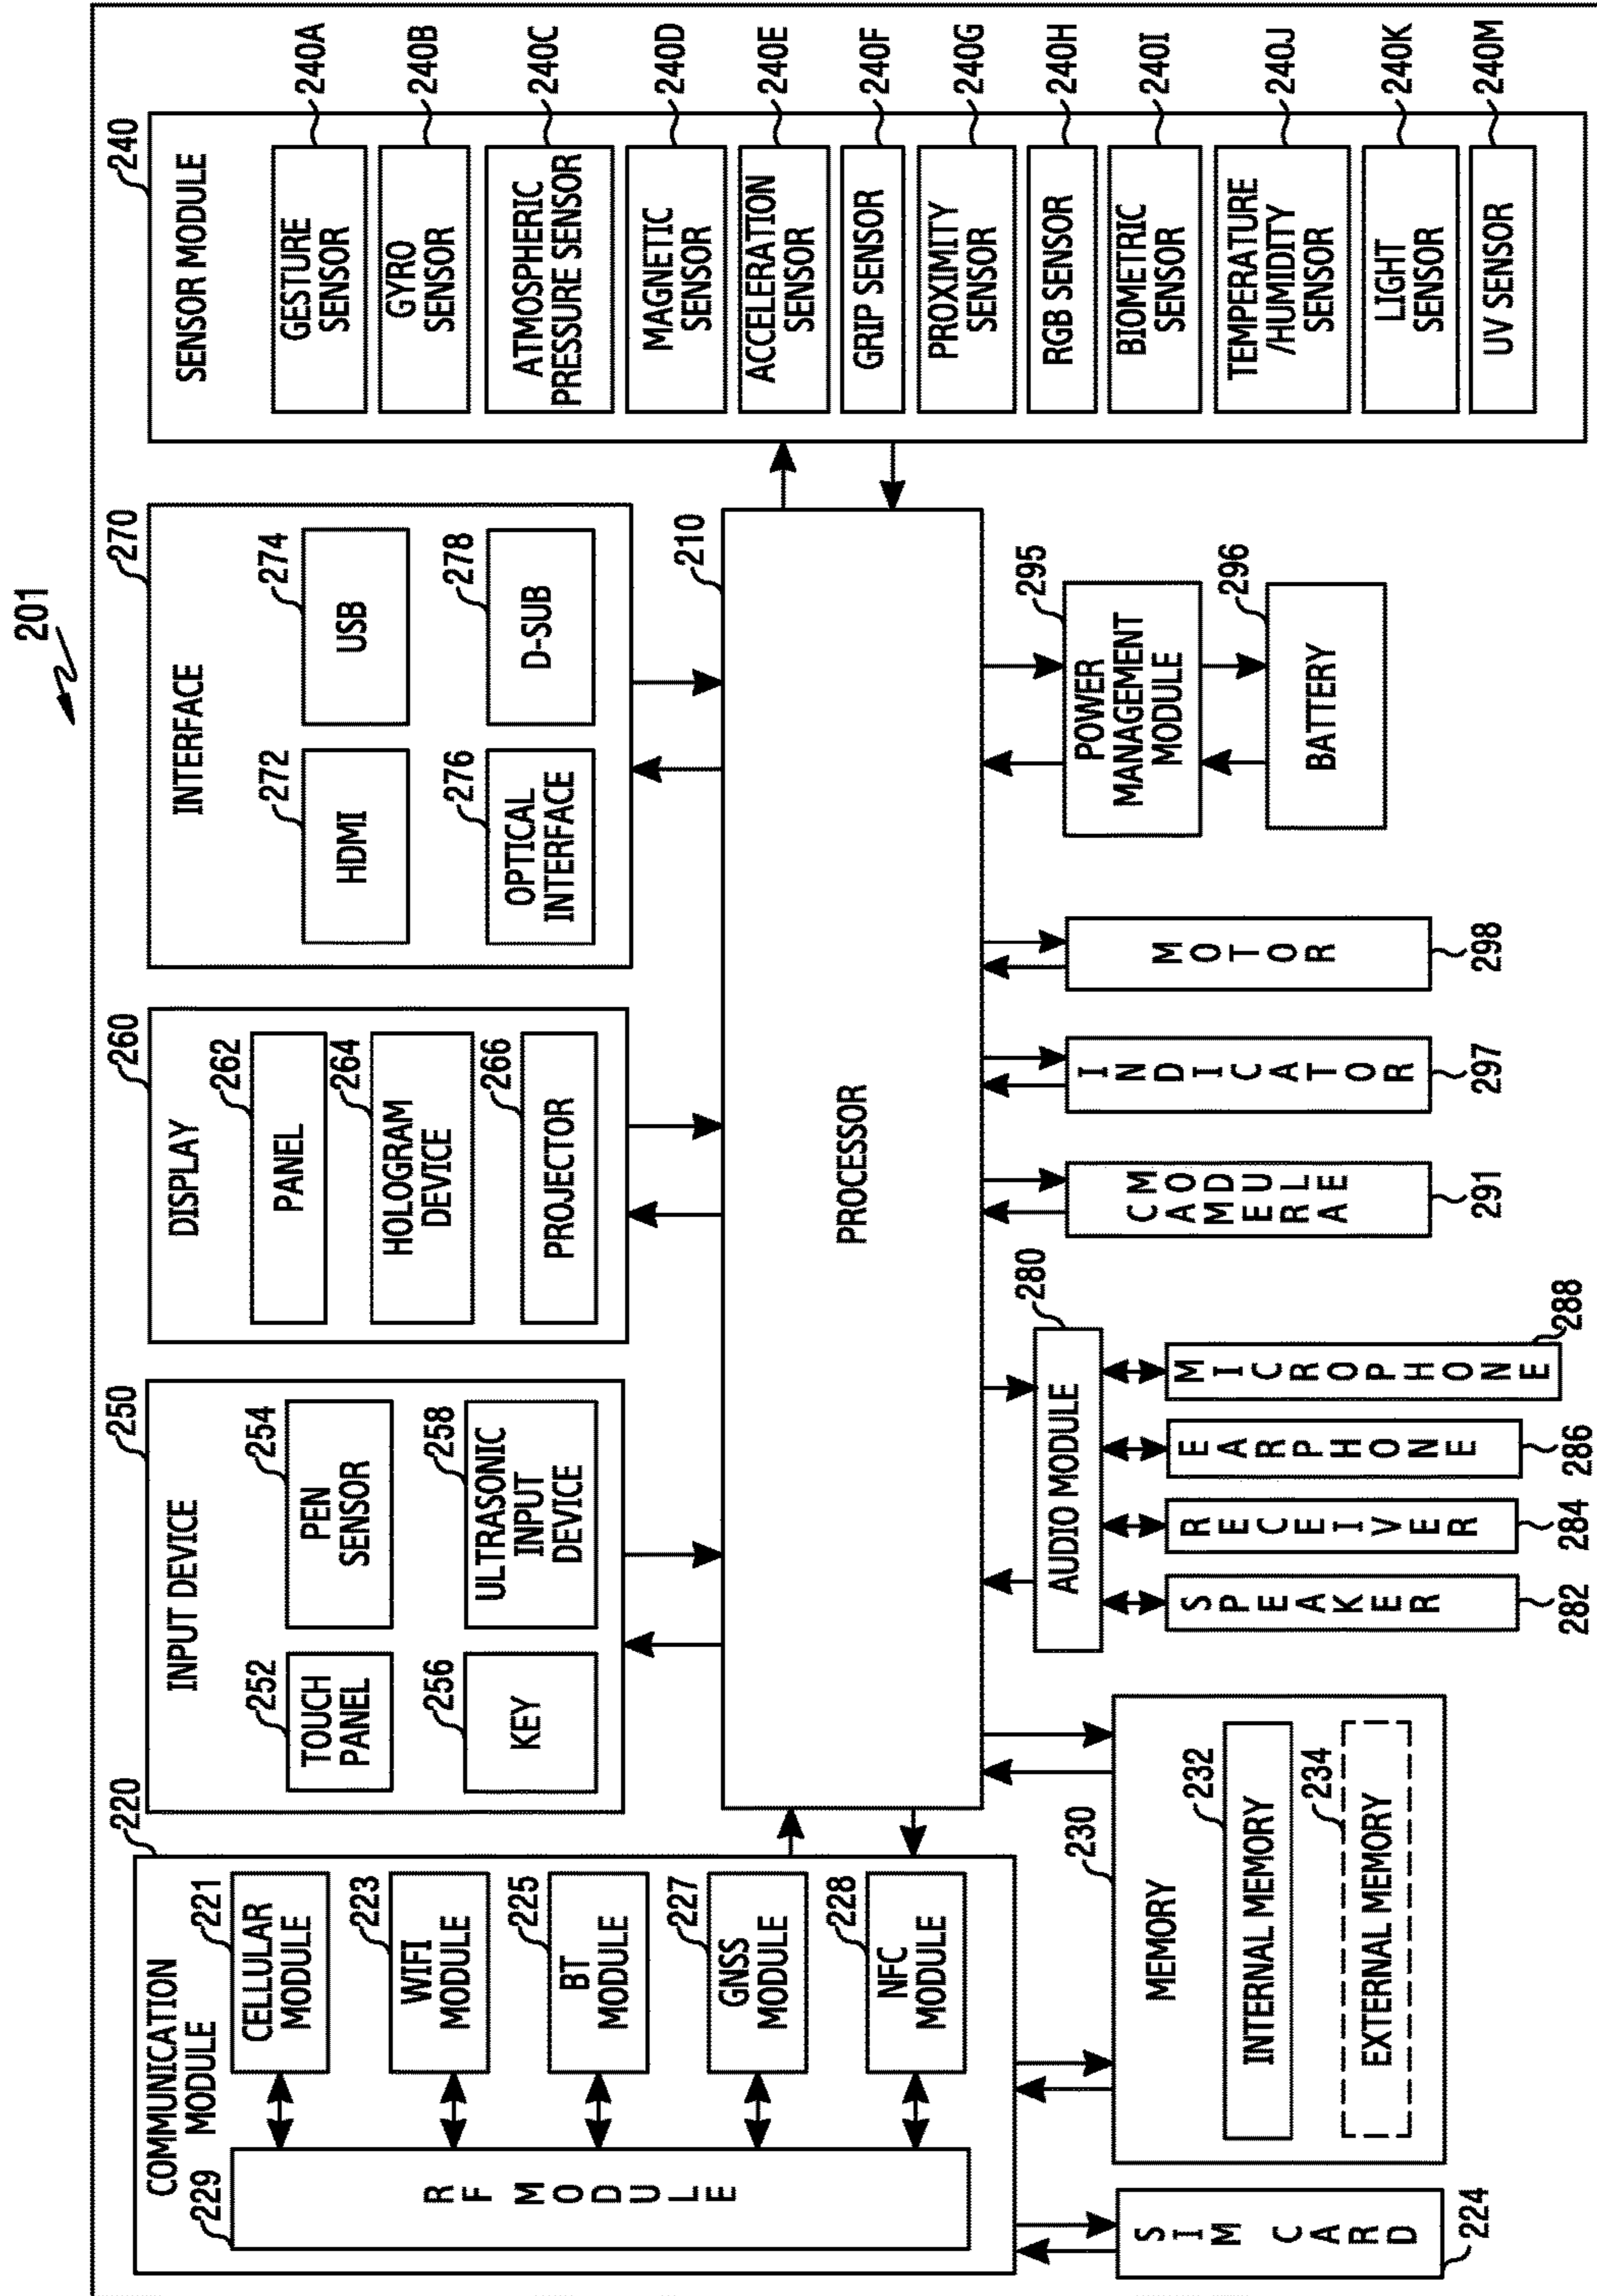 201
COMMUNICATION
MODULE
220
229
RF MODULE
221
CELLULAR
MODULE
223
WIFI
MODULE
225
BT
MODULE
227
GNSS
MODULE
228
NFC
MODULE
250
INPUT DEVICE
252
TOUCH
PANEL
254
PEN
SENSOR
256
KEY
258
ULTRASONIC
INPUT
DEVICE
260
DISPLAY
262
PANEL
264
HOLOGRAM
DEVICE
266
PROJECTOR
270
INTERFACE
272
HDMI
274
USB
276
OPTICAL
INTERFACE
278
D-SUB
240
SENSOR MODULE
GESTURE
SENSOR
240A
GYRO
SENSOR
240B
ATMOSPHERIC
PRESSURE SENSOR
240C
MAGNETIC
SENSOR
240D
ACCELERATION
SENSOR
240E
GRIP SENSOR
240F
PROXIMITY
SENSOR
240G
RGB SENSOR
240H
BIOMETRIC
SENSOR
240I
TEMPERATURE
/HUMIDITY
SENSOR
240J
LIGHT
SENSOR
240K
UV SENSOR
240M
210
PROCESSOR
SIM CARD
224
230
MEMORY
232
INTERNAL MEMORY
234
EXTERNAL MEMORY
280
AUDIO MODULE
SPEAKER
282
RECEIVER
284
EARPHONE
286
MICROPHONE
288
CAMERA
MODULE
291
INDICATOR
297
MOTOR
298
295
POWER
MANAGEMENT
MODULE
296
BATTERY